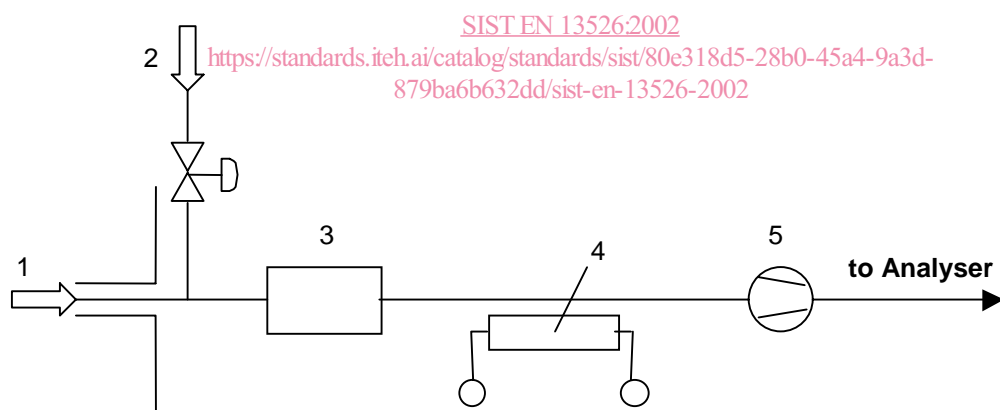 SIST EN 13526:2002
2
https://standards.iteh.ai/catalog/standards/sist/80e318d5-28b0-45a4-9a3d-
879ba6b632dd/sist-en-13526-2002
3
4
5
1
to Analyser